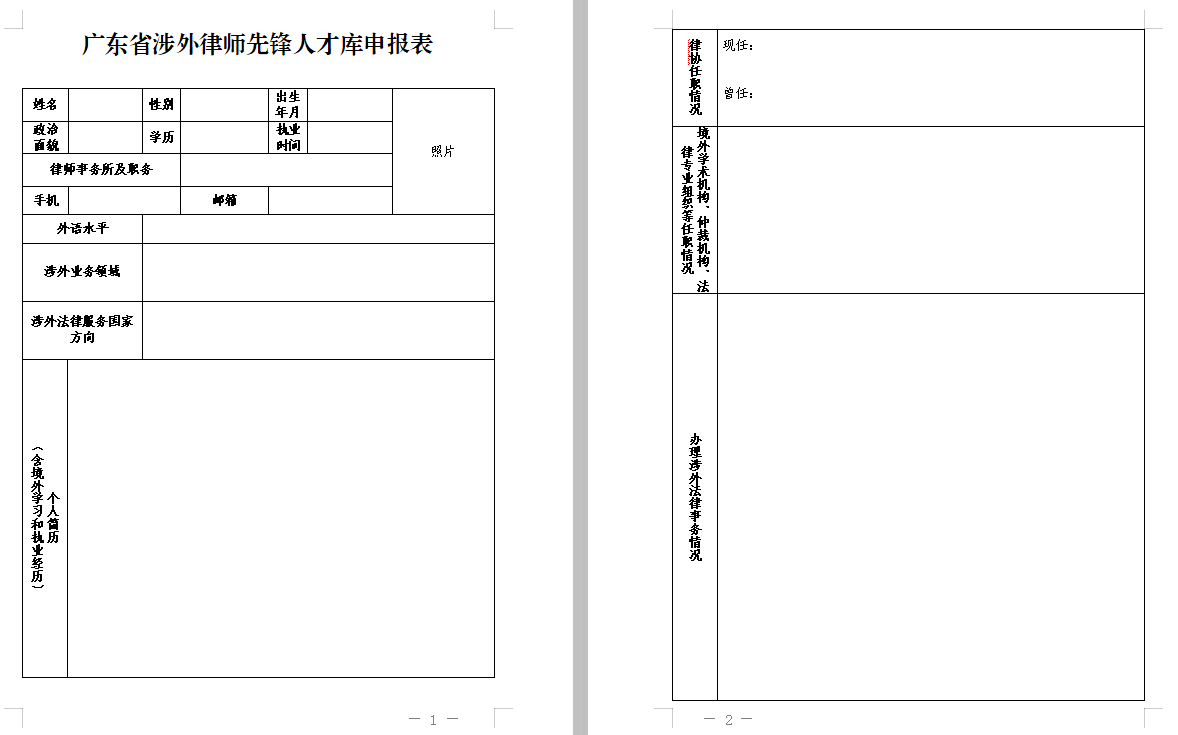 广东省涉外律师先锋人才库申报表
姓名
性别
出生
年月
照片
政治
面貌
学历
执业
时间
律师事务所及职务
手机
邮箱
外语水平
涉外业务领域
涉外法律服务国家
方向
个人简历
（含境外学习和执业经历）
— 1 —
律协任职情况
现任：
曾任：
境外学术机构、仲裁机构、法
律专业组织等任职情况
办理涉外法律事务情况
— 2 —